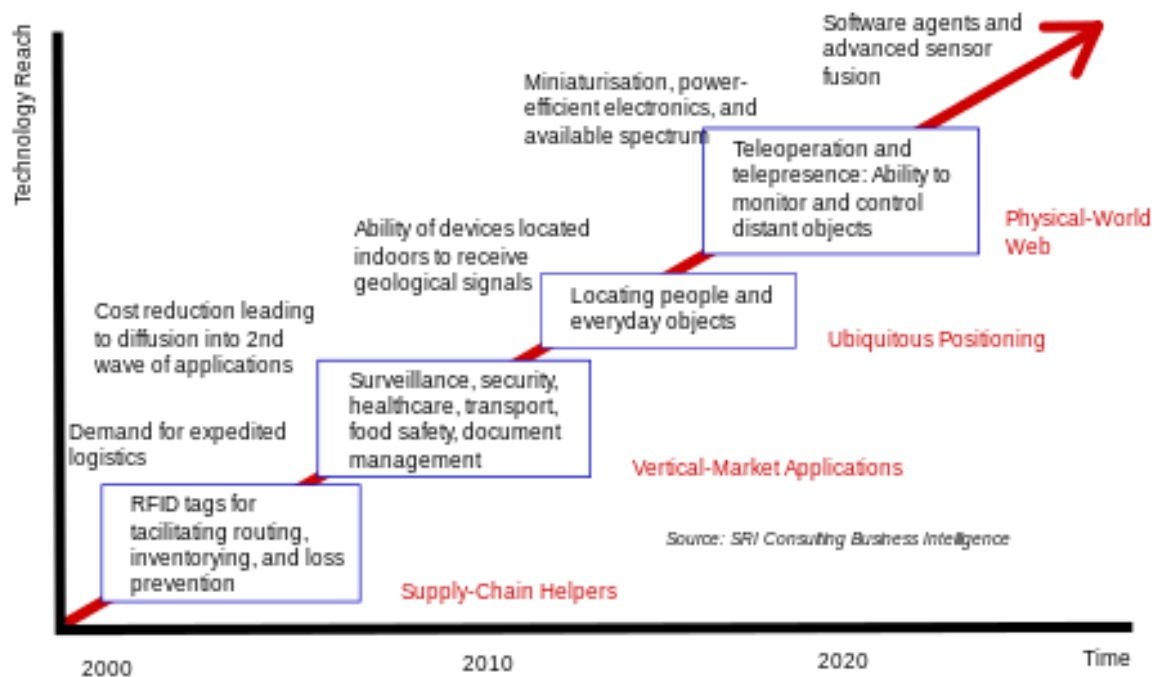 Technology Reach
Software agents and
advanced sensor
fusion
Miniaturisation, power-
efficient electronics, and
available spectrum
Teleoperation and
telepresence: Ability to
monitor and control
distant objects
Physical-World
Web
Ability of devices located
indoors to receive
geological signals
Locating people and
everyday objects
Ubiquitous Positioning
Cost reduction leading
to diffusion into 2nd
wave of applications
Surveillance, security,
healthcare, transport,
food safety, document
management
Vertical-Market Applications
Demand for expedited
logistics
RFID tags for
tacilitating routing,
inventorying, and loss
prevention
Supply-Chain Helpers
Source: SRI Consulting Business Intelligence
2000
2010
2020
Time